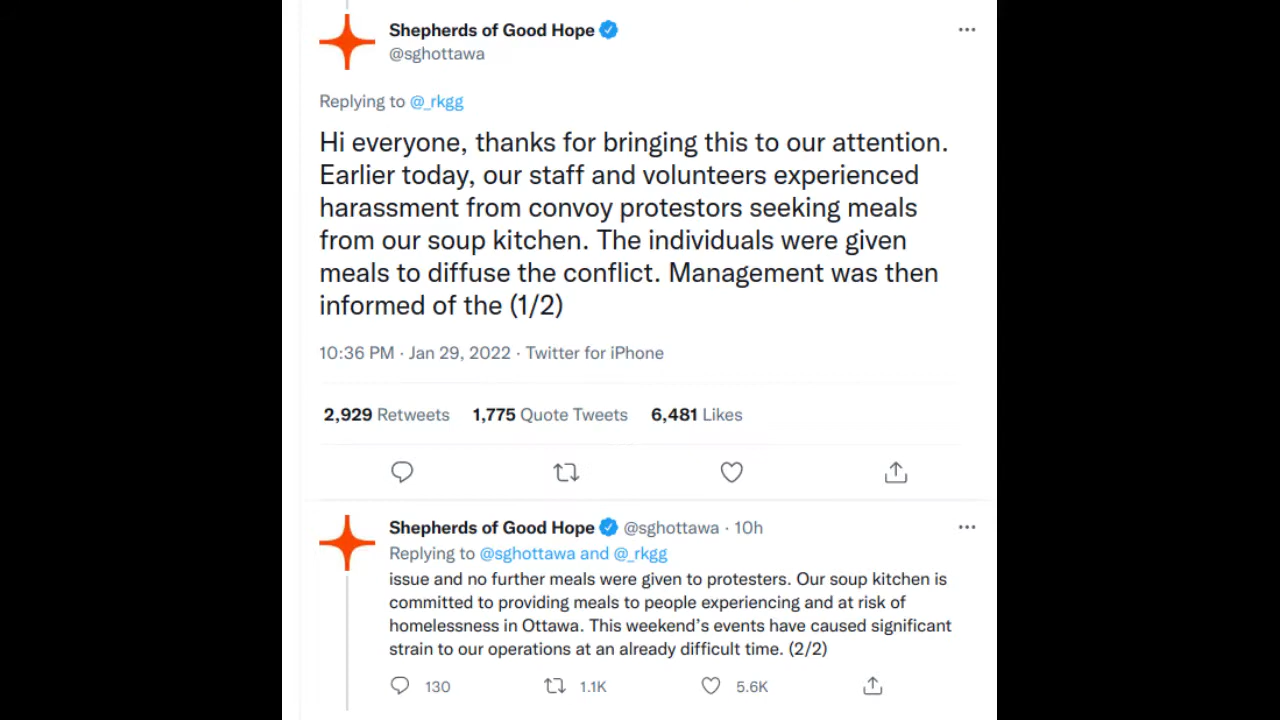 Shepherds of Good Hope
@sghottawa
Replying to @_rkgg
Hi everyone, thanks for bringing this to our attention.
Earlier today, our staff and volunteers experienced
harassment from convoy protestors seeking meals
from our soup kitchen. The individuals were given
meals to diffuse the conflict. Management was then
informed of the (1/2)
10:36 PM · Jan 29, 2022 · Twitter for iPhone
2,929 Retweets 1,775 Quote Tweets 6,481 Likes
Shepherds of Good Hope @sghottawa · 10h
Replying to @sghottawa and @_rkgg
issue and no further meals were given to protesters. Our soup kitchen is
committed to providing meals to people experiencing and at risk of
homelessness in Ottawa. This weekend's events have caused significant
strain to our operations at an already difficult time. (2/2)
130 1.1K 5.6K